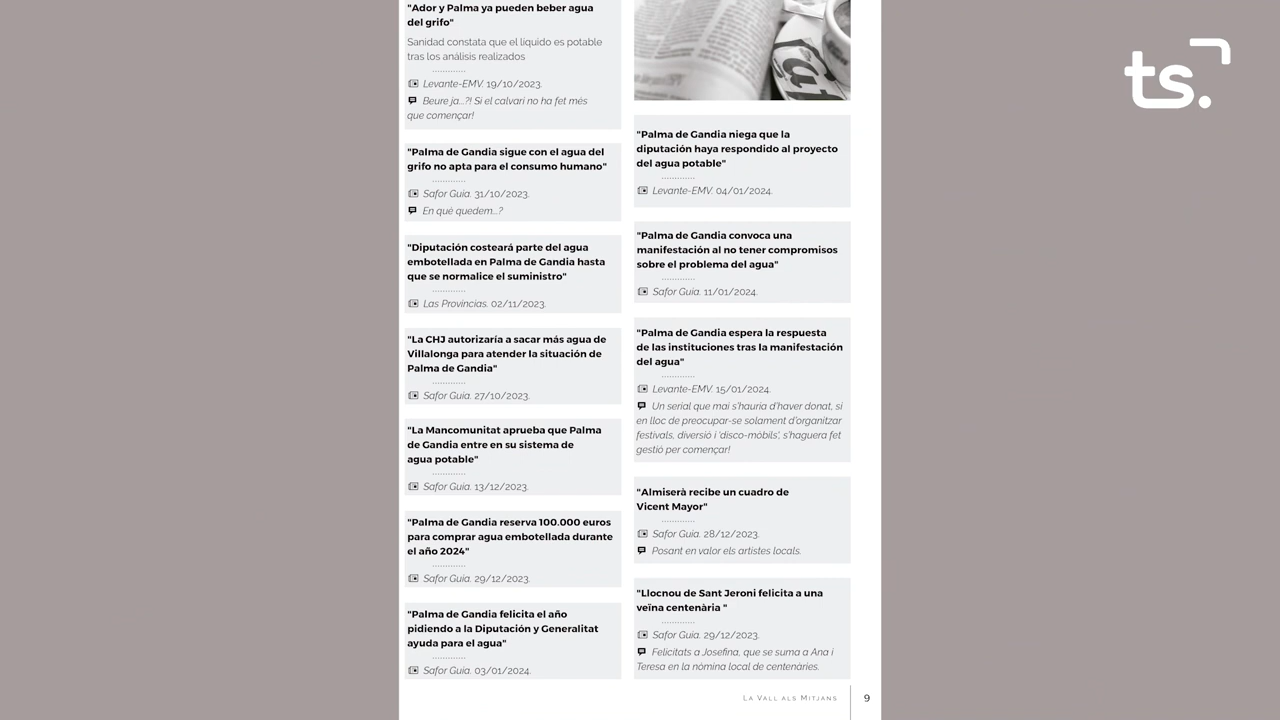 "Ador y Palma ya pueden beber agua
del grifo"
Sanidad constata que el líquido es potable
tras los análisis realizados
Levante-EMV. 19/10/2023.
Beure ja...?! Si el calvari no ha fet més
que començar!
"Palma de Gandia sigue con el agua del
grifo no apta para el consumo humano"
Safor Guia. 31/10/2023.
En què quedem...?
"Diputación costeará parte del agua
embotellada en Palma de Gandia hasta
que se normalice el suministro"
Las Provincias. 02/11/2023.
"La CHJ autorizaría a sacar más agua de
Villalonga para atender la situación de
Palma de Gandia"
Safor Guia. 27/10/2023.
"La Mancomunitat aprueba que Palma
de Gandia entre en su sistema de
agua potable"
Safor Guia. 13/12/2023.
"Palma de Gandia reserva 100.000 euros
para comprar agua embotellada durante
el año 2024"
Safor Guia. 29/12/2023.
"Palma de Gandia felicita el año
pidiendo a la Diputación y Generalitat
ayuda para el agua"
Safor Guia. 03/01/2024.
"Palma de Gandia niega que la
diputación haya respondido al proyecto
del agua potable"
Levante-EMV. 04/01/2024.
"Palma de Gandia convoca una
manifestación al no tener compromisos
sobre el problema del agua"
Safor Guia. 11/01/2024.
"Palma de Gandia espera la respuesta
de las instituciones tras la manifestación
del agua"
Levante-EMV. 15/01/2024.
Un serial que mai s'hauria d'haver donat, si
en lloc de preocupar-se solament d'organitzar
festivals, diversió i 'disco-mòbils', s'haguera fet
gestió per començar!
"Almiserà recibe un cuadro de
Vicent Mayor"
Safor Guia. 28/12/2023.
Posant en valor els artistes locals.
"Llocnou de Sant Jeroni felicita a una
veïna centenària "
Safor Guia. 29/12/2023.
Felicitats a Josefina, que se suma a Ana i
Teresa en la nòmina local de centenàries.
La Vall als Mitjans
9
ts.